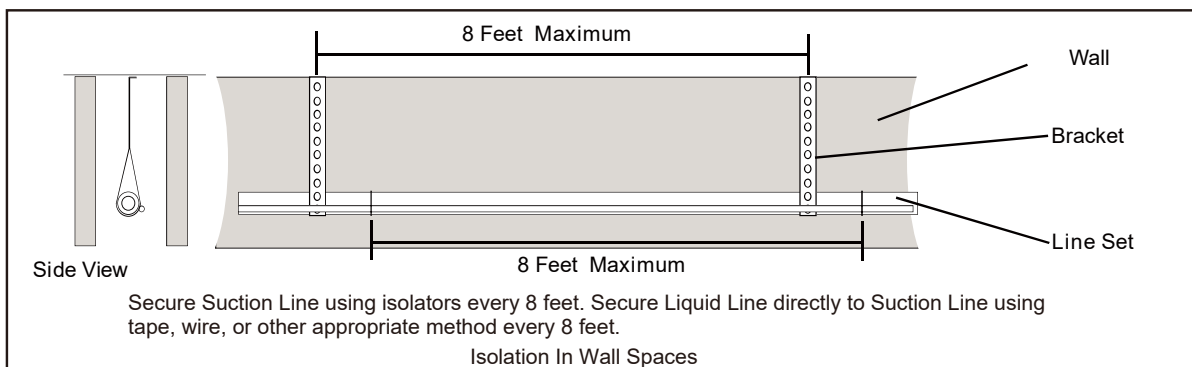 8 Feet Maximum
Wall
Bracket
Line Set
8 Feet Maximum
Side View
Secure Suction Line using isolators every 8 feet. Secure Liquid Line directly to Suction Line using
tape, wire, or other appropriate method every 8 feet.
Isolation In Wall Spaces